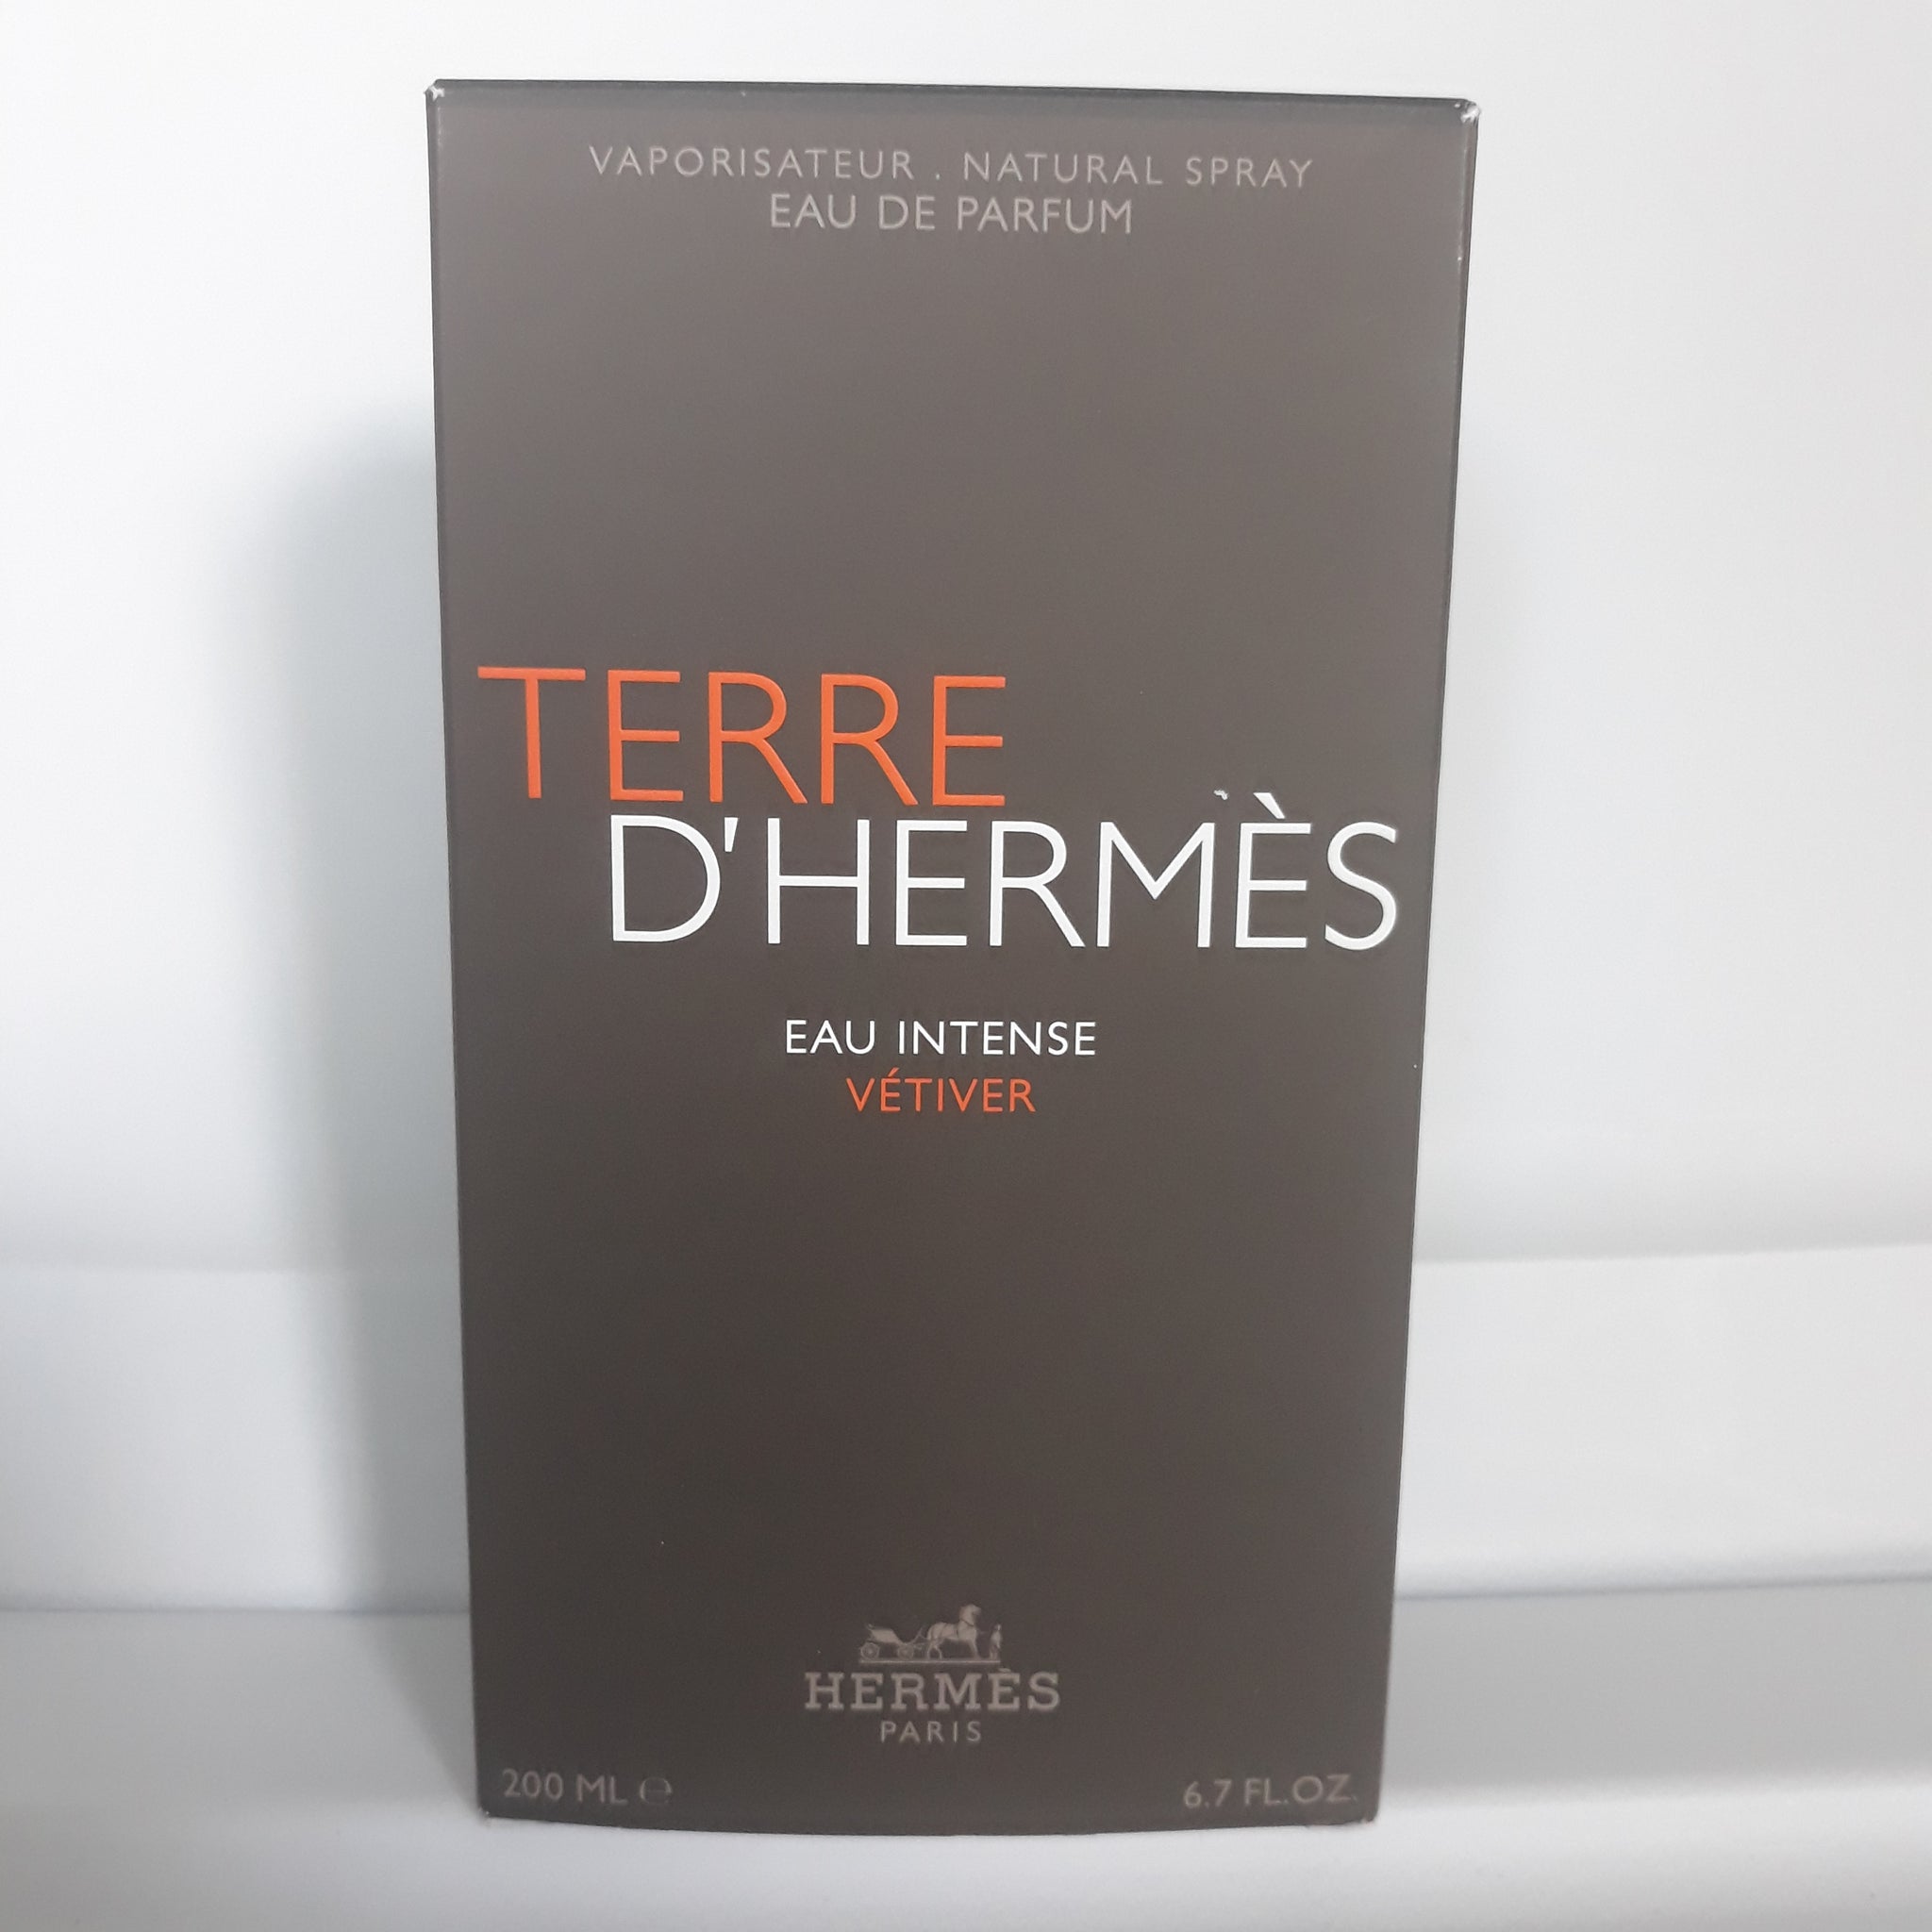 VAPORISATEUR . NATURAL SPRAY
EAU DE PARFUM
TERRE
D'HERMÈS
EAU INTENSE
VÉTIVER
HERMÈS
PARIS
200 ML ℮
6.7 FL.OZ.